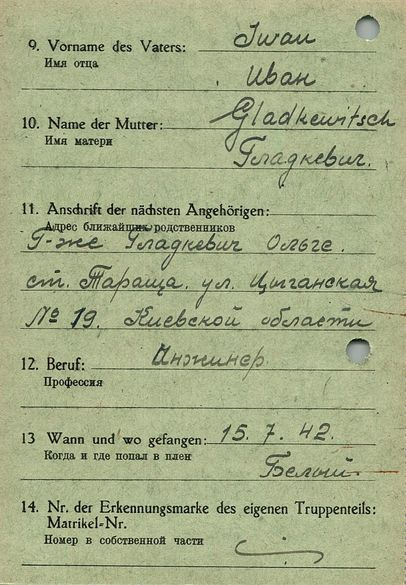 9. Vorname des Vaters: Iwan
Имя отца
Иван
10. Name der Mutter: Gladkewitsch
Имя матери
Гладкевич.
11. Anschrift der nächsten Angehörigen:
Адрес ближайших родственников
Г-же Гладкевич Ольге.
ст. Тараща. ул. Цыганская
№ 19. Киевской области
12. Beruf: Инжинер
Профессия
13 Wann und wo gefangen: 15. 7. 42.
Когда и где попал в плен
Белый.
14. Nr. der Erkennungsmarke des eigenen Truppenteils:
Matrikel-Nr.
Номер в собственной части